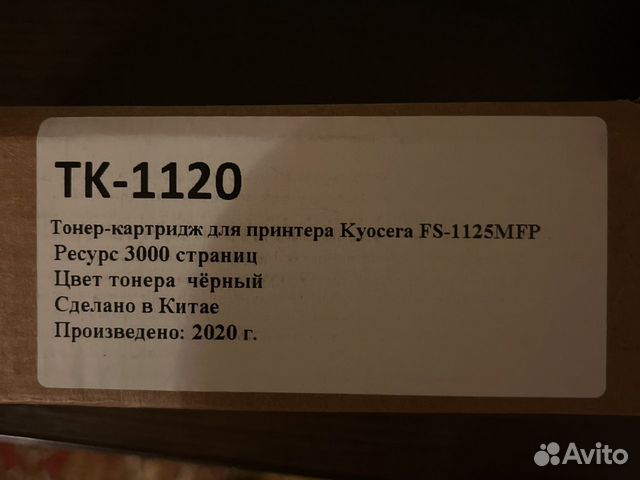 TK-1120
Тонер-картридж для принтера Kyocera FS-1125MFP
Ресурс 3000 страниц
Цвет тонера чёрный
Сделано в Китае
Произведено: 2020 г.
Avito